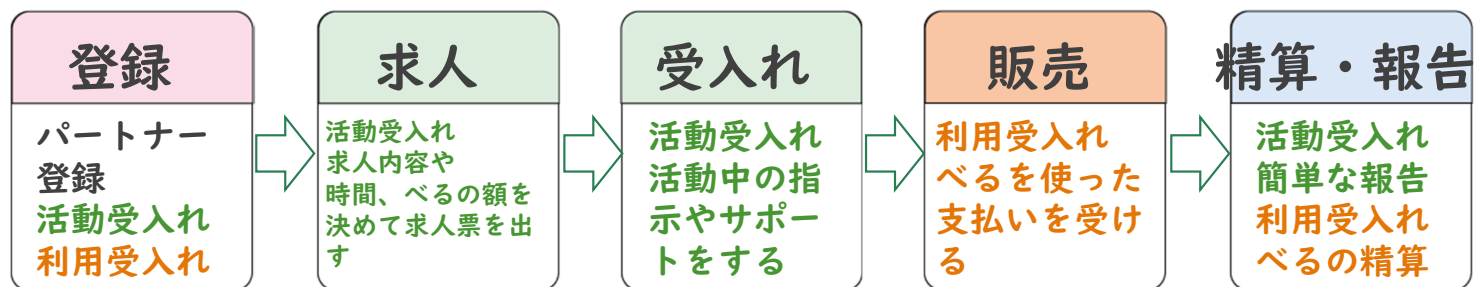 登録
パートナー
登録
活動受入れ
利用受入れ
求人
活動受入れ
求人内容や
時間、べるの額を
決めて求人票を出
す
受入れ
活動受入れ
活動中の指
示やサポー
トをする
販売
利用受入れ
べるを使った
支払いを受け
る
精算・報告
活動受入れ
簡単な報告
利用受入れ
べるの精算